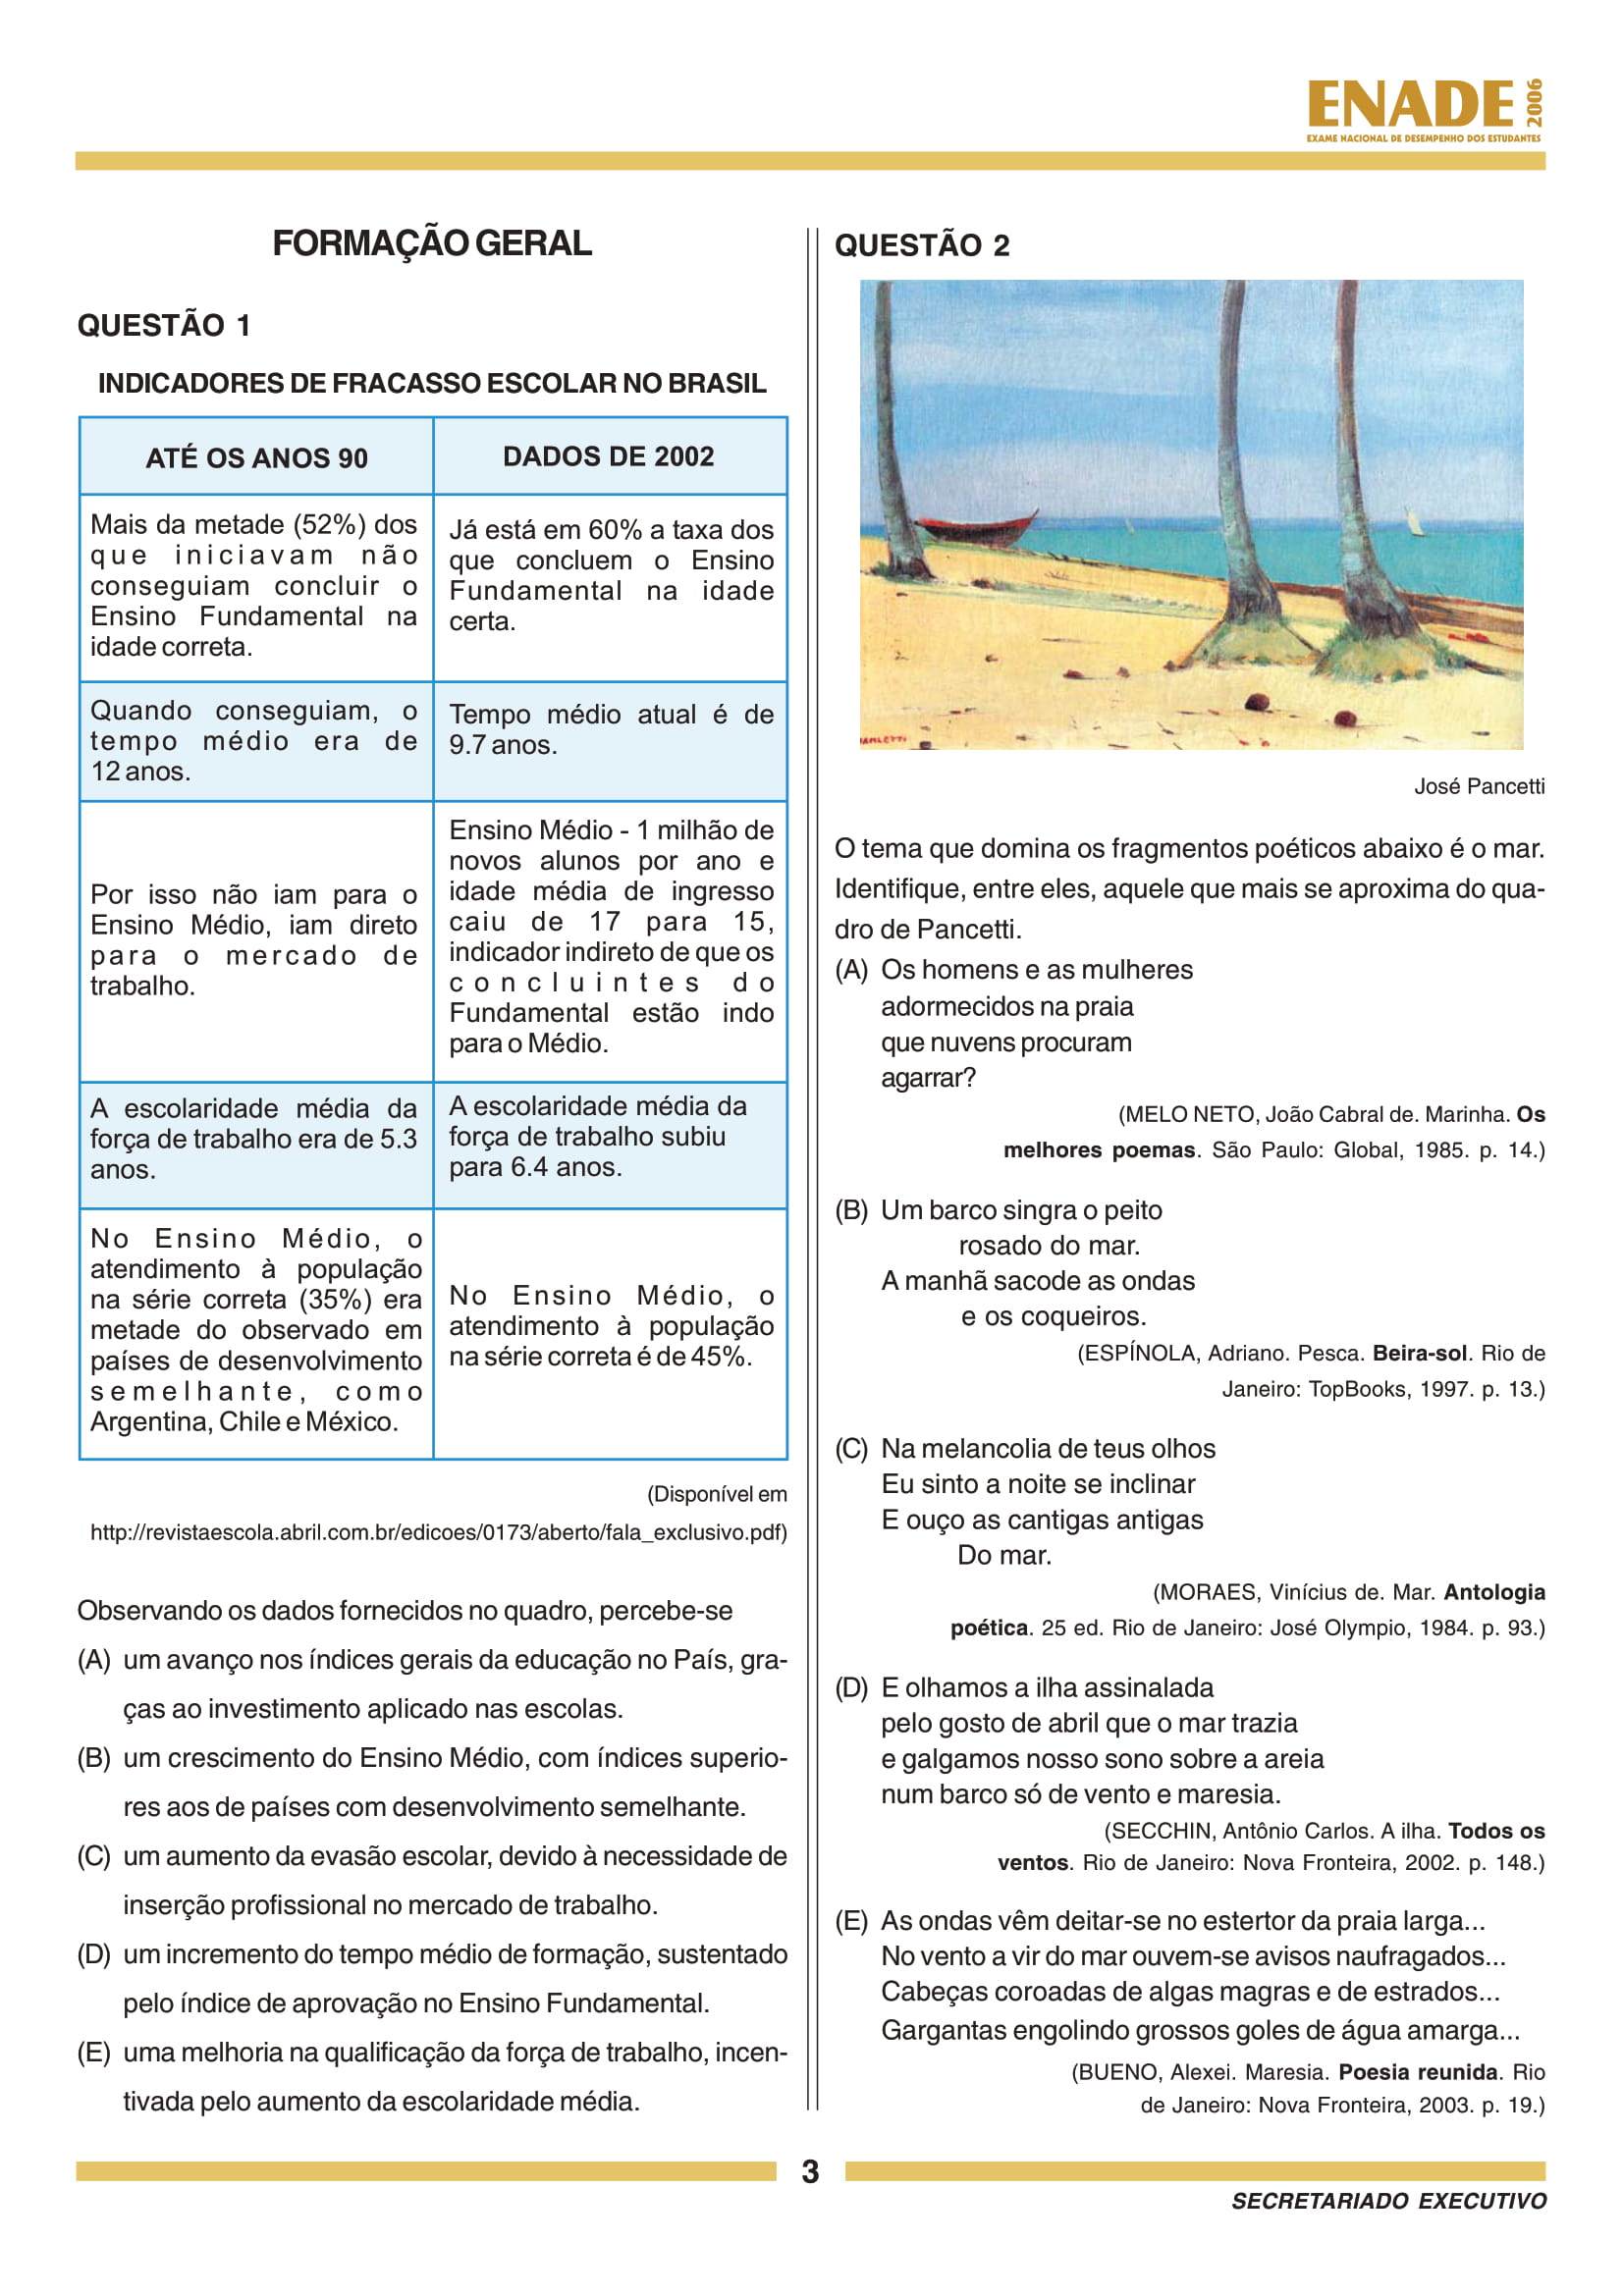 ENADE 2006
EXAME NACIONAL DE DESEMPENHO DOS ESTUDANTES
FORMAÇÃO GERAL
QUESTÃO 1
INDICADORES DE FRACASSO ESCOLAR NO BRASIL
ATÉ OS ANOS 90
DADOS DE 2002
Mais da metade (52%) dos
que iniciavam não
conseguiam concluir o
Ensino Fundamental na
idade correta.
Já está em 60% a taxa dos
que concluem o Ensino
Fundamental na idade
certa.
Quando conseguiam, o
tempo médio era de
12 anos.
Tempo médio atual é de
9.7 anos.
Por isso não iam para o
Ensino Médio, iam direto
para o mercado de
trabalho.
Ensino Médio - 1 milhão de
novos alunos por ano e
idade média de ingresso
caiu de 17 para 15,
indicador indireto de que os
concluintes do
Fundamental estão indo
para o Médio.
A escolaridade média da
força de trabalho era de 5.3
anos.
A escolaridade média da
força de trabalho subiu
para 6.4 anos.
No Ensino Médio, o
atendimento à população
na série correta (35%) era
metade do observado em
países de desenvolvimento
semelhante, como
Argentina, Chile e México.
No Ensino Médio, o
atendimento à população
na série correta é de 45%.
(Disponível em
http://revistaescola.abril.com.br/edicoes/0173/aberto/fala_exclusivo.pdf)
Observando os dados fornecidos no quadro, percebe-se
(A) um avanço nos índices gerais da educação no País, gra-
ças ao investimento aplicado nas escolas.
(B) um crescimento do Ensino Médio, com índices superio-
res aos de países com desenvolvimento semelhante.
(C) um aumento da evasão escolar, devido à necessidade de
inserção profissional no mercado de trabalho.
(D) um incremento do tempo médio de formação, sustentado
pelo índice de aprovação no Ensino Fundamental.
(E) uma melhoria na qualificação da força de trabalho, incen-
tivada pelo aumento da escolaridade média.
QUESTÃO 2
PANCETTI
José Pancetti
O tema que domina os fragmentos poéticos abaixo é o mar.
Identifique, entre eles, aquele que mais se aproxima do qua-
dro de Pancetti.
(A) Os homens e as mulheres
adormecidos na praia
que nuvens procuram
agarrar?
(MELO NETO, João Cabral de. Marinha. Os
melhores poemas. São Paulo: Global, 1985. p. 14.)
(B) Um barco singra o peito
rosado do mar.
A manhã sacode as ondas
e os coqueiros.
(ESPÍNOLA, Adriano. Pesca. Beira-sol. Rio de
Janeiro: TopBooks, 1997. p. 13.)
(C) Na melancolia de teus olhos
Eu sinto a noite se inclinar
E ouço as cantigas antigas
Do mar.
(MORAES, Vinícius de. Mar. Antologia
poética. 25 ed. Rio de Janeiro: José Olympio, 1984. p. 93.)
(D) E olhamos a ilha assinalada
pelo gosto de abril que o mar trazia
e galgamos nosso sono sobre a areia
num barco só de vento e maresia.
(SECCHIN, Antônio Carlos. A ilha. Todos os
ventos. Rio de Janeiro: Nova Fronteira, 2002. p. 148.)
(E) As ondas vêm deitar-se no estertor da praia larga...
No vento a vir do mar ouvem-se avisos naufragados...
Cabeças coroadas de algas magras e de estrados...
Gargantas engolindo grossos goles de água amarga...
(BUENO, Alexei. Maresia. Poesia reunida. Rio
de Janeiro: Nova Fronteira, 2003. p. 19.)
3
SECRETARIADO EXECUTIVO